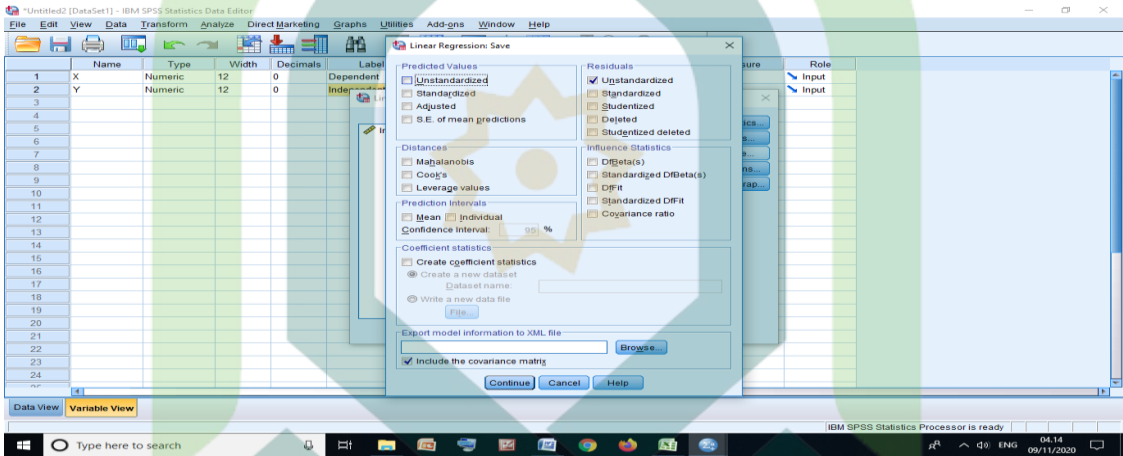 *Untitled2 [DataSet1] - IBM SPSS Statistics Data Editor
File Edit View Data Transform Analyze Direct Marketing Graphs Utilities Add-ons Window Help
Name Type Width Decimals Label Role
1 X Numeric 12 0 Dependent Input
2 Y Numeric 12 0 Independent Input
3
4
5
6
7
8
9
10
11
12
13
14
15
16
17
18
19
20
21
22
23
24
Linear Regression: Save
Predicted Values
Unstandardized
Standardized
Adjusted
S.E. of mean predictions
Residuals
Unstandardized
Standardized
Studentized
Deleted
Studentized deleted
Distances
Mahalanobis
Cook's
Leverage values
Influence Statistics
DfBeta(s)
Standardized DfBeta(s)
DfFit
Standardized DfFit
Covariance ratio
Prediction Intervals
Mean Individual
Confidence Interval: 95 %
Coefficient statistics
Create coefficient statistics
Create a new dataset
Dataset name:
Write a new data file
File...
Export model information to XML file
Browse...
Include the covariance matrix
Continue Cancel Help
Data View Variable View
IBM SPSS Statistics Processor is ready
Type here to search
ENG 04.14
09/11/2020